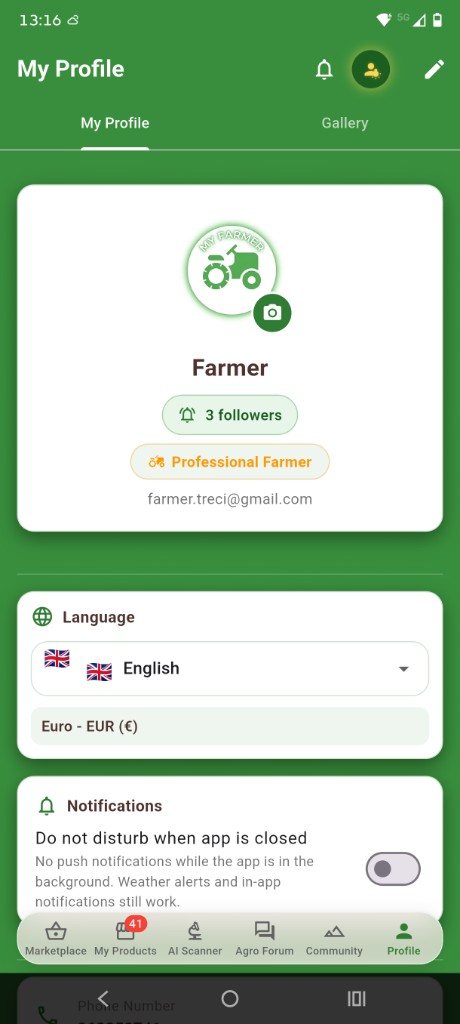 13:16
5G
My Profile
My Profile
Gallery
MY FARMER
Farmer
3 followers
Professional Farmer
farmer.treci@gmail.com
Language
English
Euro - EUR (€)
Notifications
Do not disturb when app is closed
No push notifications while the app is in the
background. Weather alerts and in-app
notifications still work.
41
Marketplace
My Products
AI Scanner
Agro Forum
Community
Profile
Phone Number